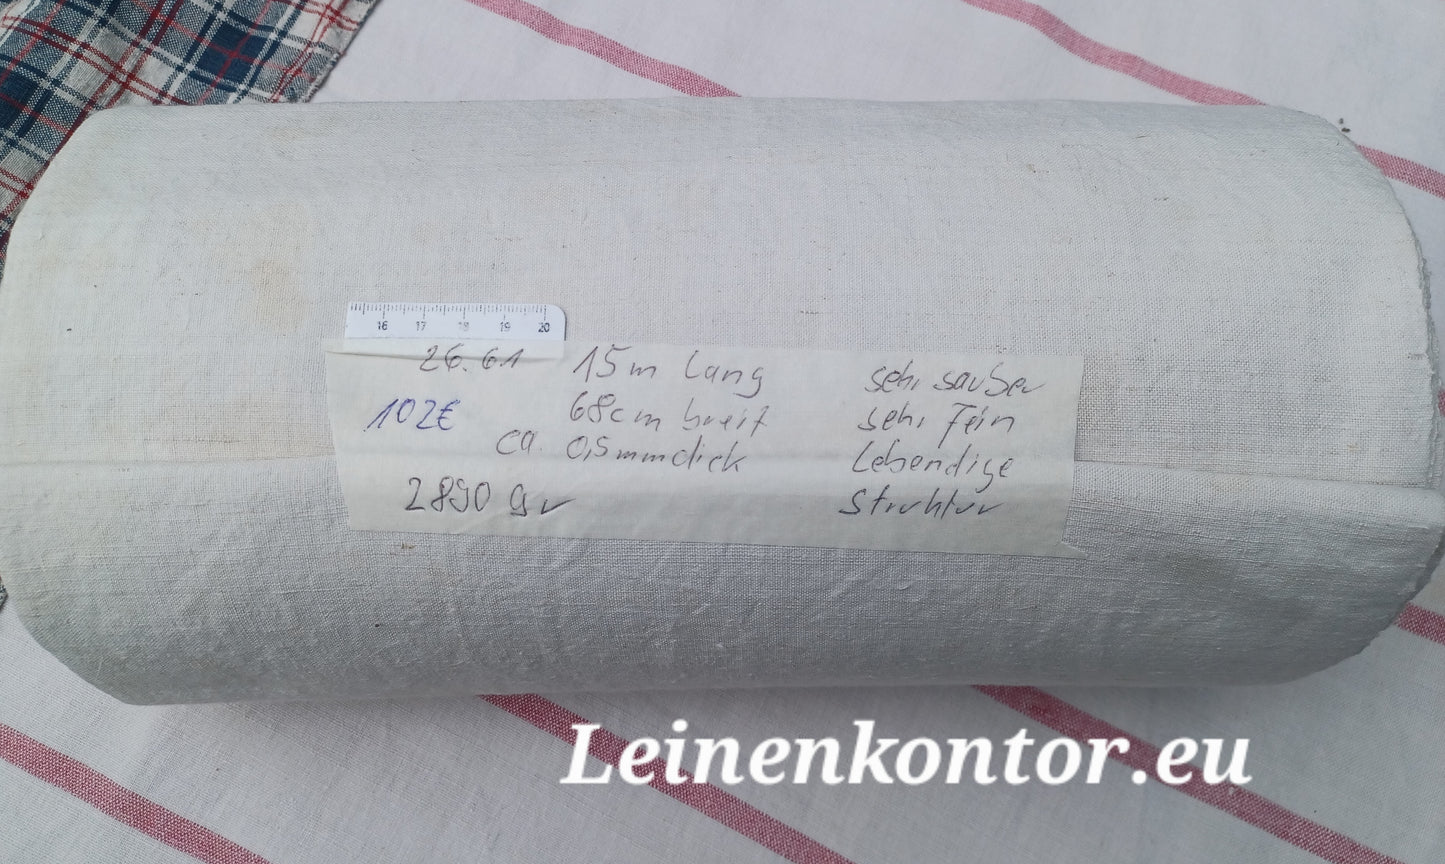 16 17 18 19 20
26.61 15m lang sehr sauber
102€ 68cm breit sehr fein
ca. 0,5mm dick Lebendige
2890 gr Struktur
Leinenkontor.eu